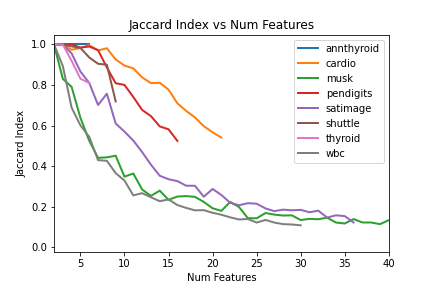 Jaccard Index vs Num Features
Jaccard Index
1.0
0.8
0.6
0.4
0.2
0.0
annthyroid
cardio
musk
pendigits
satimage
shuttle
thyroid
wbc
5 10 15 20 25 30 35 40
Num Features